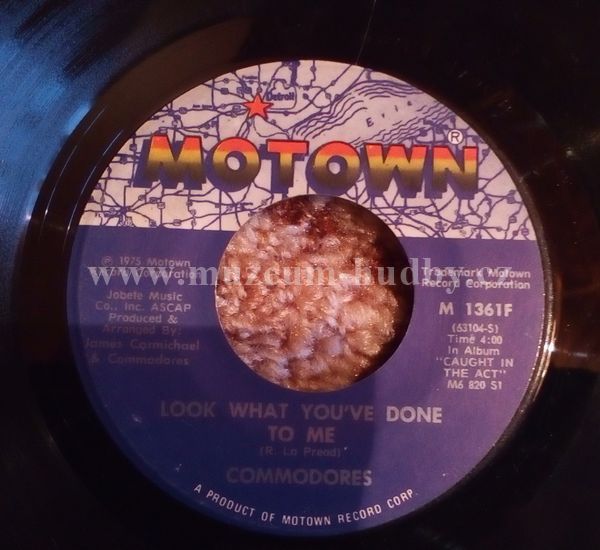 Detroit
ERIE
MOTOWN®
℗ 1975 Motown
Record Corporation
Jobete Music
Co., Inc. ASCAP
Produced &
Arranged By:
James Carmichael
& Commodores
www.muzeum-hudby.cz
Trademark Motown
Record Corporation
M 1361F
(63104-S)
Time 4:00
In Album
"CAUGHT IN
THE ACT"
M6 820 S1
LOOK WHAT YOU'VE DONE
TO ME
(R. La Pread)
COMMODORES
A PRODUCT OF MOTOWN RECORD CORP.